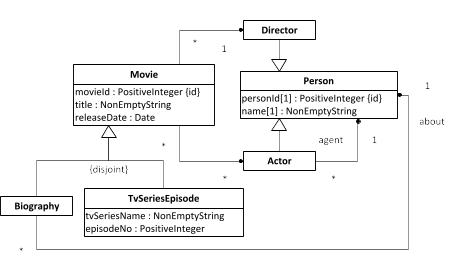 Director
*
1
Movie
movieId : PositiveInteger {id}
title : NonEmptyString
releaseDate : Date
Person
personId[1] : PositiveInteger {id}
name[1] : NonEmptyString
1
about
*
agent
1
Actor
{disjoint}
*
*
Biography
TvSeriesEpisode
tvSeriesName : NonEmptyString
episodeNo : PositiveInteger
*